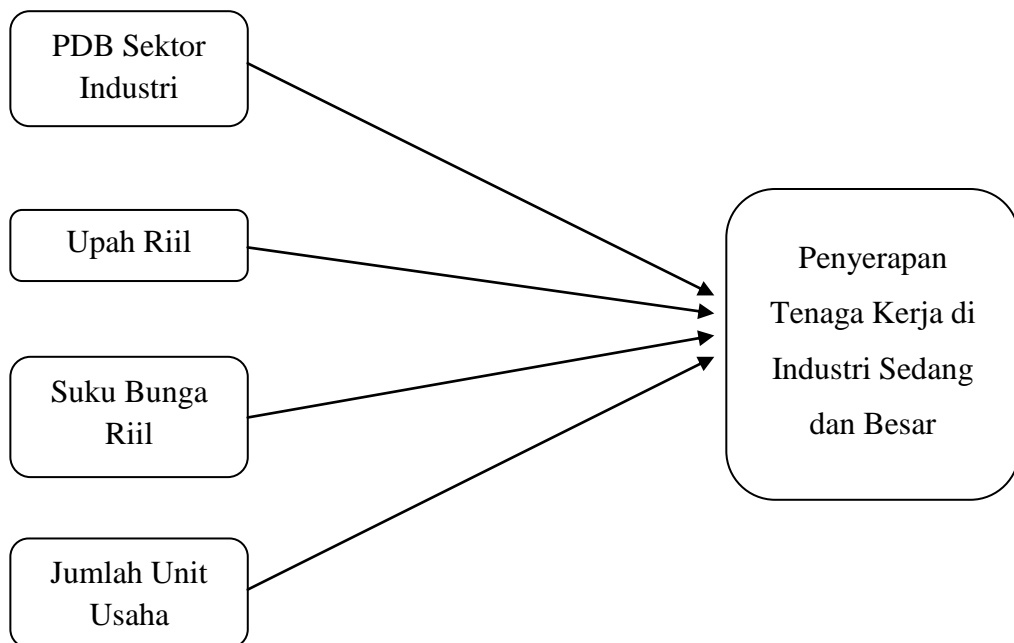 PDB Sektor
Industri
Upah Riil
Suku Bunga
Riil
Jumlah Unit
Usaha
Penyerapan
Tenaga Kerja di
Industri Sedang
dan Besar